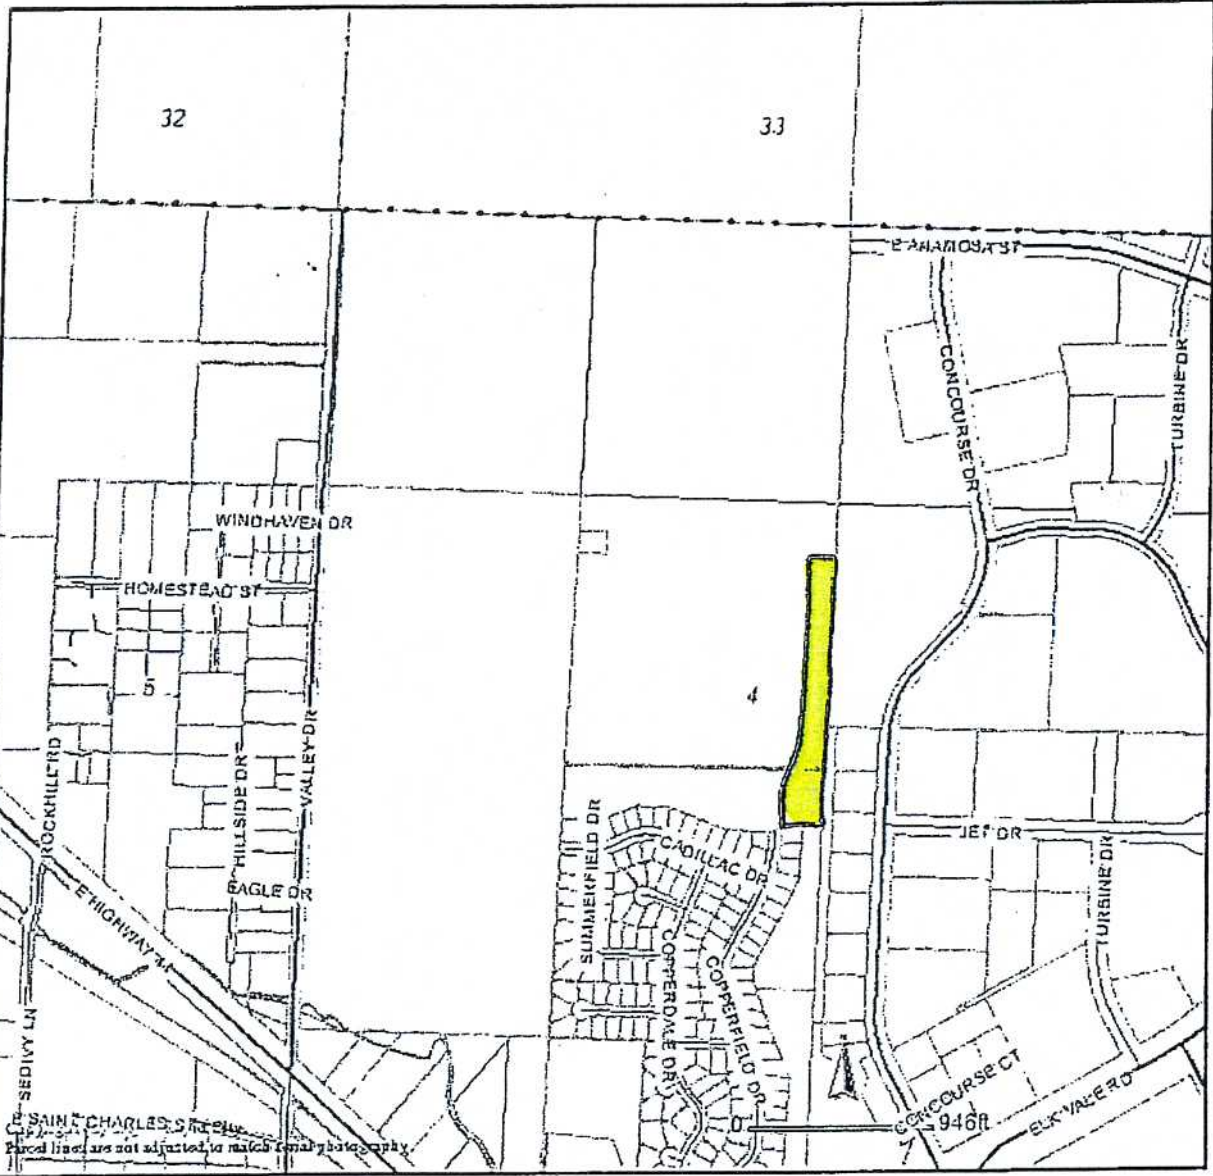 32
33
E ANAMOSA ST
CONCOURSE DR
TURBINE DR
WINDHAVEN DR
HOMESTEAD ST
5
4
ROCKHILL RD
HILLSIDE DR
VALLEY DR
EAGLE DR
SUMMERFIELD DR
CADILLAC DR
JET DR
TURBINE DR
E HIGHWAY 44
COPPERDALE DR
COPPERFIELD DR
SEDIVY LN
CONCOURSE CT
ELK VALE RD
0
946ft
E SAINT CHARLES ST
Parcel lines are not adjusted to match aerial photography